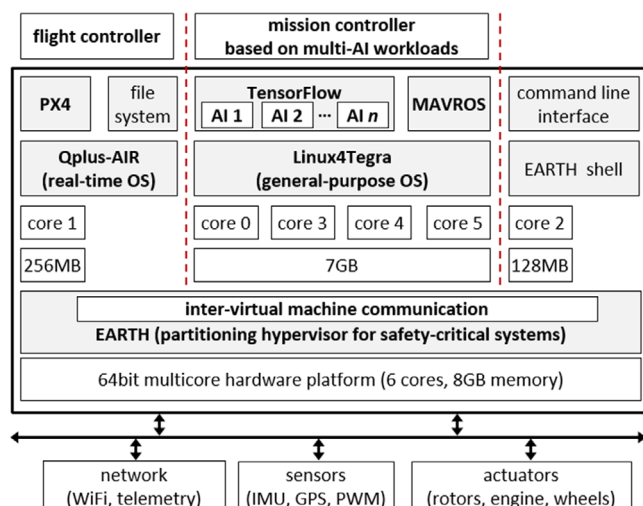 flight controller
mission controller
based on multi-AI workloads
PX4
file
system
TensorFlow
AI 1 AI 2 ··· AI n
MAVROS
command line
interface
Qplus-AIR
(real-time OS)
Linux4Tegra
(general-purpose OS)
EARTH shell
core 1
core 0
core 3
core 4
core 5
core 2
256MB
7GB
128MB
inter-virtual machine communication
EARTH (partitioning hypervisor for safety-critical systems)
64bit multicore hardware platform (6 cores, 8GB memory)
network
(WiFi, telemetry)
sensors
(IMU, GPS, PWM)
actuators
(rotors, engine, wheels)